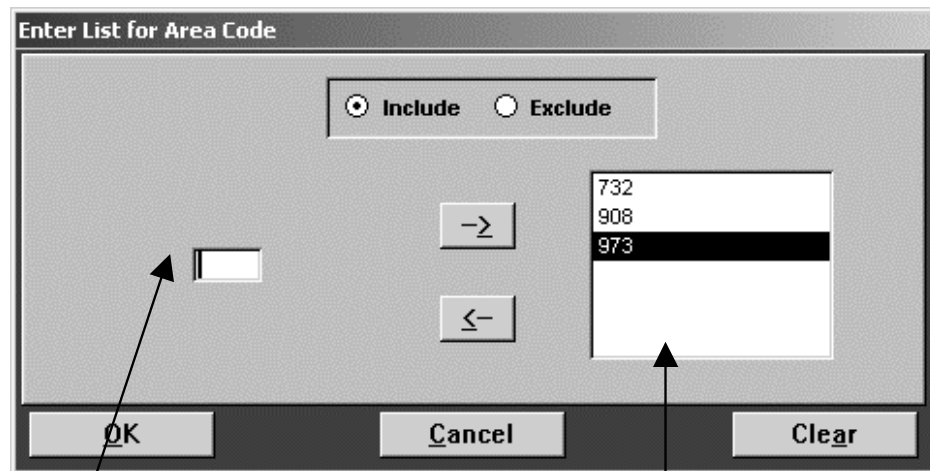 Enter List for Area Code
Include Exclude
732
908
973
->
<-
OK Cancel Clear